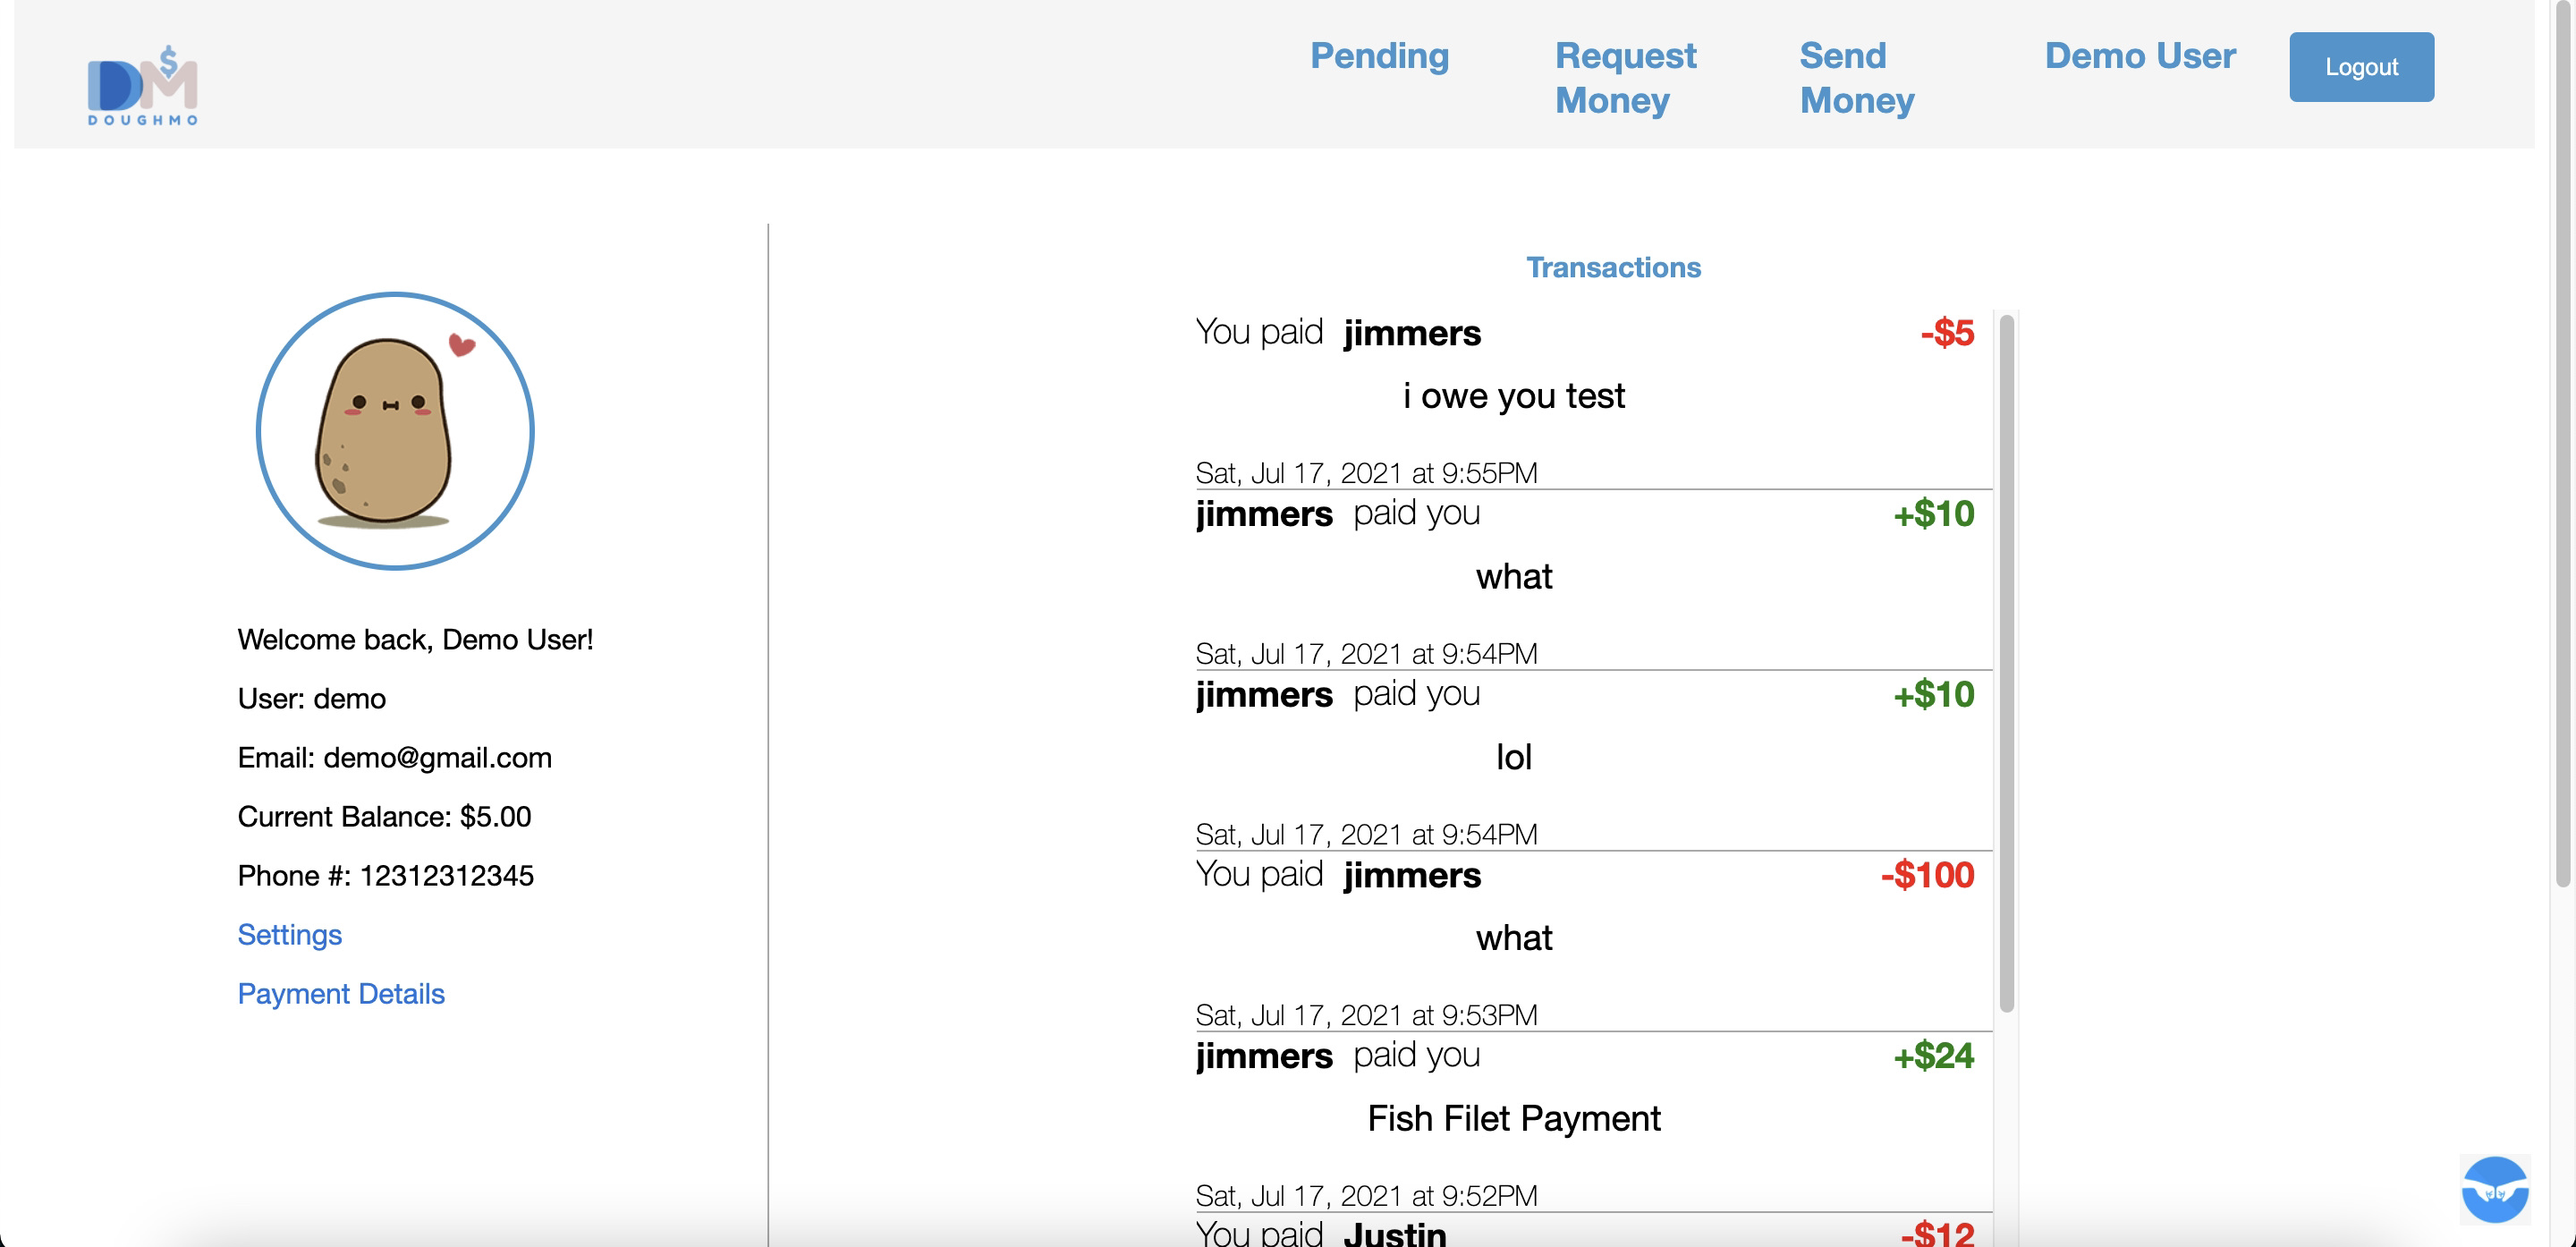 DM$
DOUGHMO
Pending
Request
Money
Send
Money
Demo User
Logout
Welcome back, Demo User!
User: demo
Email: demo@gmail.com
Current Balance: $5.00
Phone #: 12312312345
Settings
Payment Details
Transactions
You paid jimmers -$5
i owe you test
Sat, Jul 17, 2021 at 9:55PM
jimmers paid you +$10
what
Sat, Jul 17, 2021 at 9:54PM
jimmers paid you +$10
lol
Sat, Jul 17, 2021 at 9:54PM
You paid jimmers -$100
what
Sat, Jul 17, 2021 at 9:53PM
jimmers paid you +$24
Fish Filet Payment
Sat, Jul 17, 2021 at 9:52PM
You paid Justin -$12